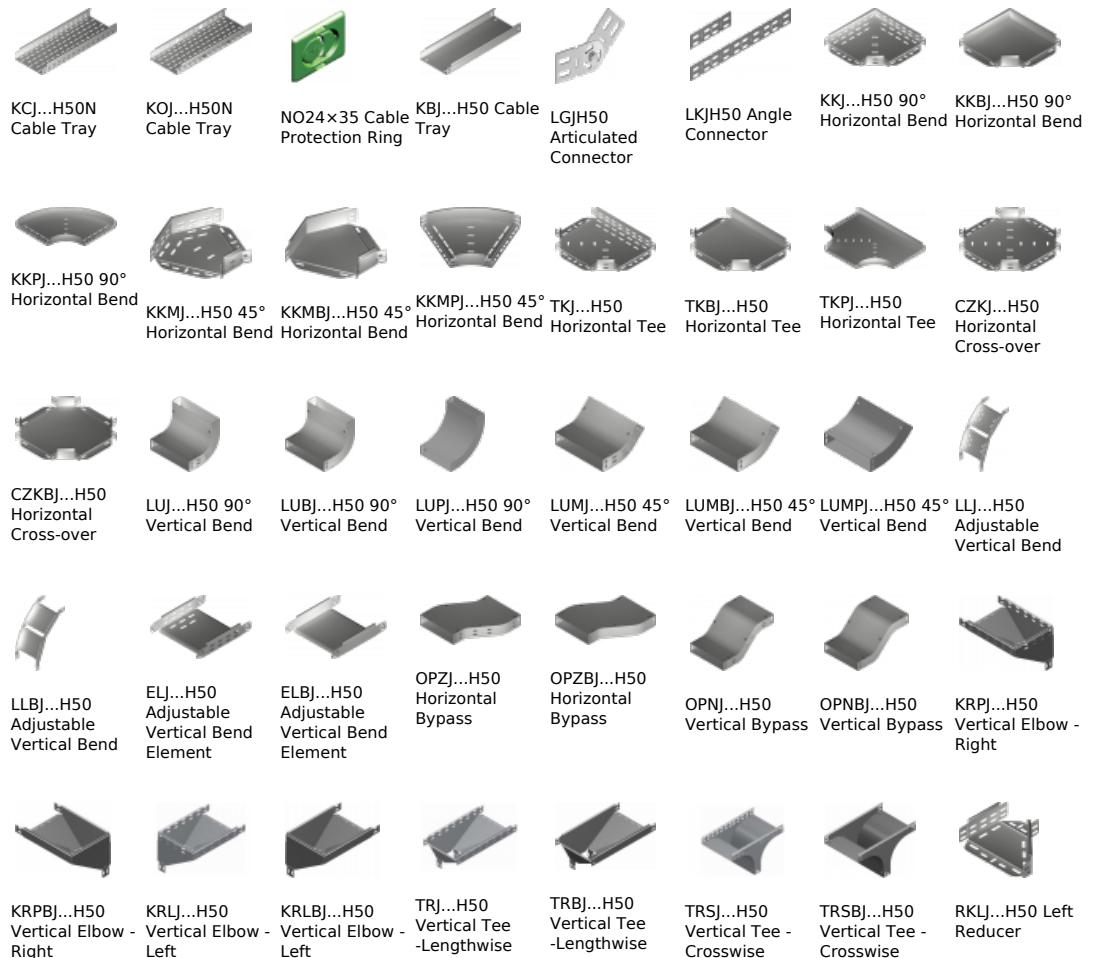 KCJ...H50N
Cable Tray
KOJ...H50N
Cable Tray
NO24×35 Cable
Protection Ring
KBJ...H50 Cable
Tray
LGJH50
Articulated
Connector
LKJH50 Angle
Connector
KKJ...H50 90°
Horizontal Bend
KKBJ...H50 90°
Horizontal Bend
KKPJ...H50 90°
Horizontal Bend
KKMJ...H50 45°
Horizontal Bend
KKMBJ...H50 45°
Horizontal Bend
KKMPJ...H50 45°
Horizontal Bend
TKJ...H50
Horizontal Tee
TKBJ...H50
Horizontal Tee
TKPJ...H50
Horizontal Tee
CZKJ...H50
Horizontal
Cross-over
CZKBJ...H50
Horizontal
Cross-over
LUJ...H50 90°
Vertical Bend
LUBJ...H50 90°
Vertical Bend
LUPJ...H50 90°
Vertical Bend
LUMJ...H50 45°
Vertical Bend
LUMBJ...H50 45°
Vertical Bend
LUMPJ...H50 45°
Vertical Bend
LLJ...H50
Adjustable
Vertical Bend
LLBJ...H50
Adjustable
Vertical Bend
ELJ...H50
Adjustable
Vertical Bend
Element
ELBJ...H50
Adjustable
Vertical Bend
Element
OPZJ...H50
Horizontal
Bypass
OPZBJ...H50
Horizontal
Bypass
OPNJ...H50
Vertical Bypass
OPNBJ...H50
Vertical Bypass
KRPJ...H50
Vertical Elbow -
Right
KRPBJ...H50
Vertical Elbow -
Right
KRLJ...H50
Vertical Elbow -
Left
KRLBJ...H50
Vertical Elbow -
Left
TRJ...H50
Vertical Tee
-Lengthwise
TRBJ...H50
Vertical Tee
-Lengthwise
TRSJ...H50
Vertical Tee -
Crosswise
TRSBJ...H50
Vertical Tee -
Crosswise
RKLJ...H50 Left
Reducer